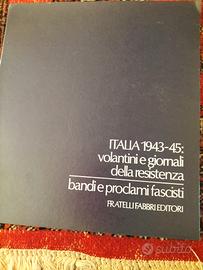 ITALIA 1943-45:
volantini e giornali
della resistenza
bandi e proclami fascisti
FRATELLI FABBRI EDITORI
subito